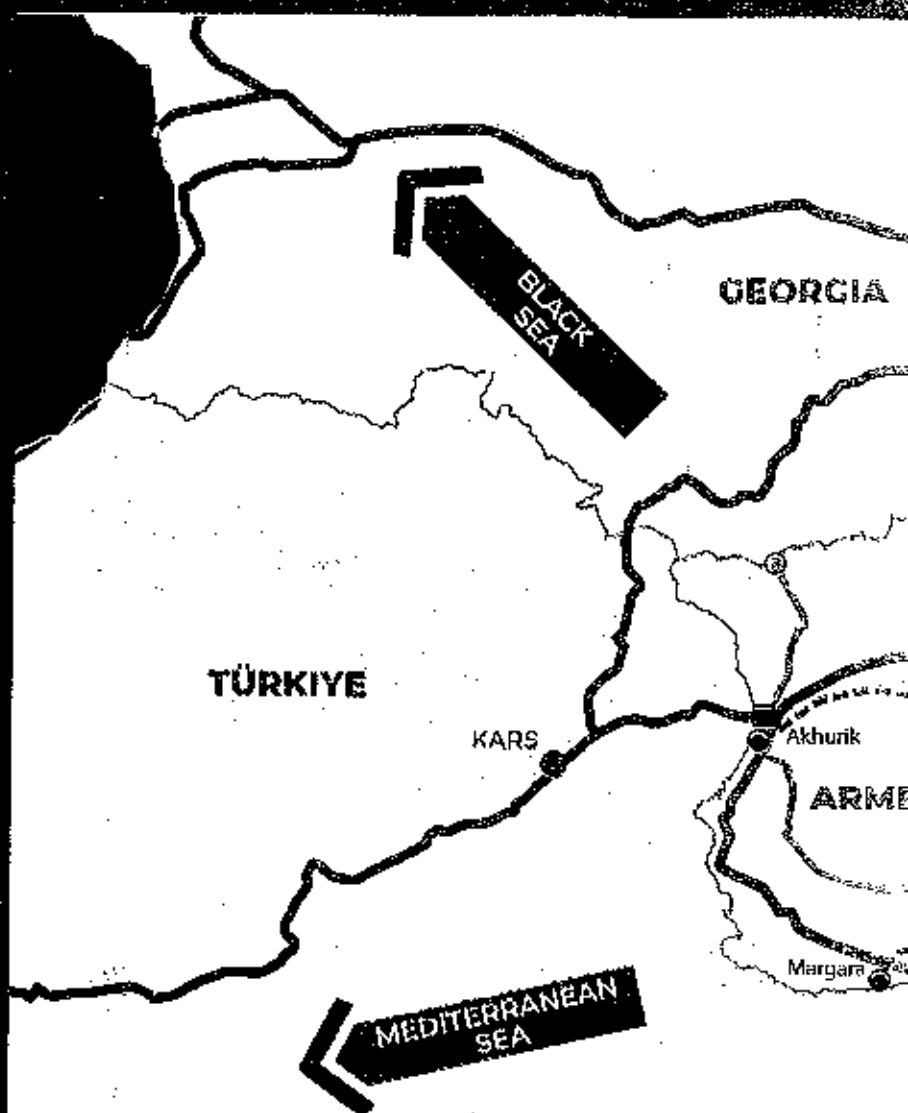 BLACK
SEA
GEORGIA
TÜRKIYE
KARS
Akhurik
ARME
Margara
MEDITERRANEAN
SEA